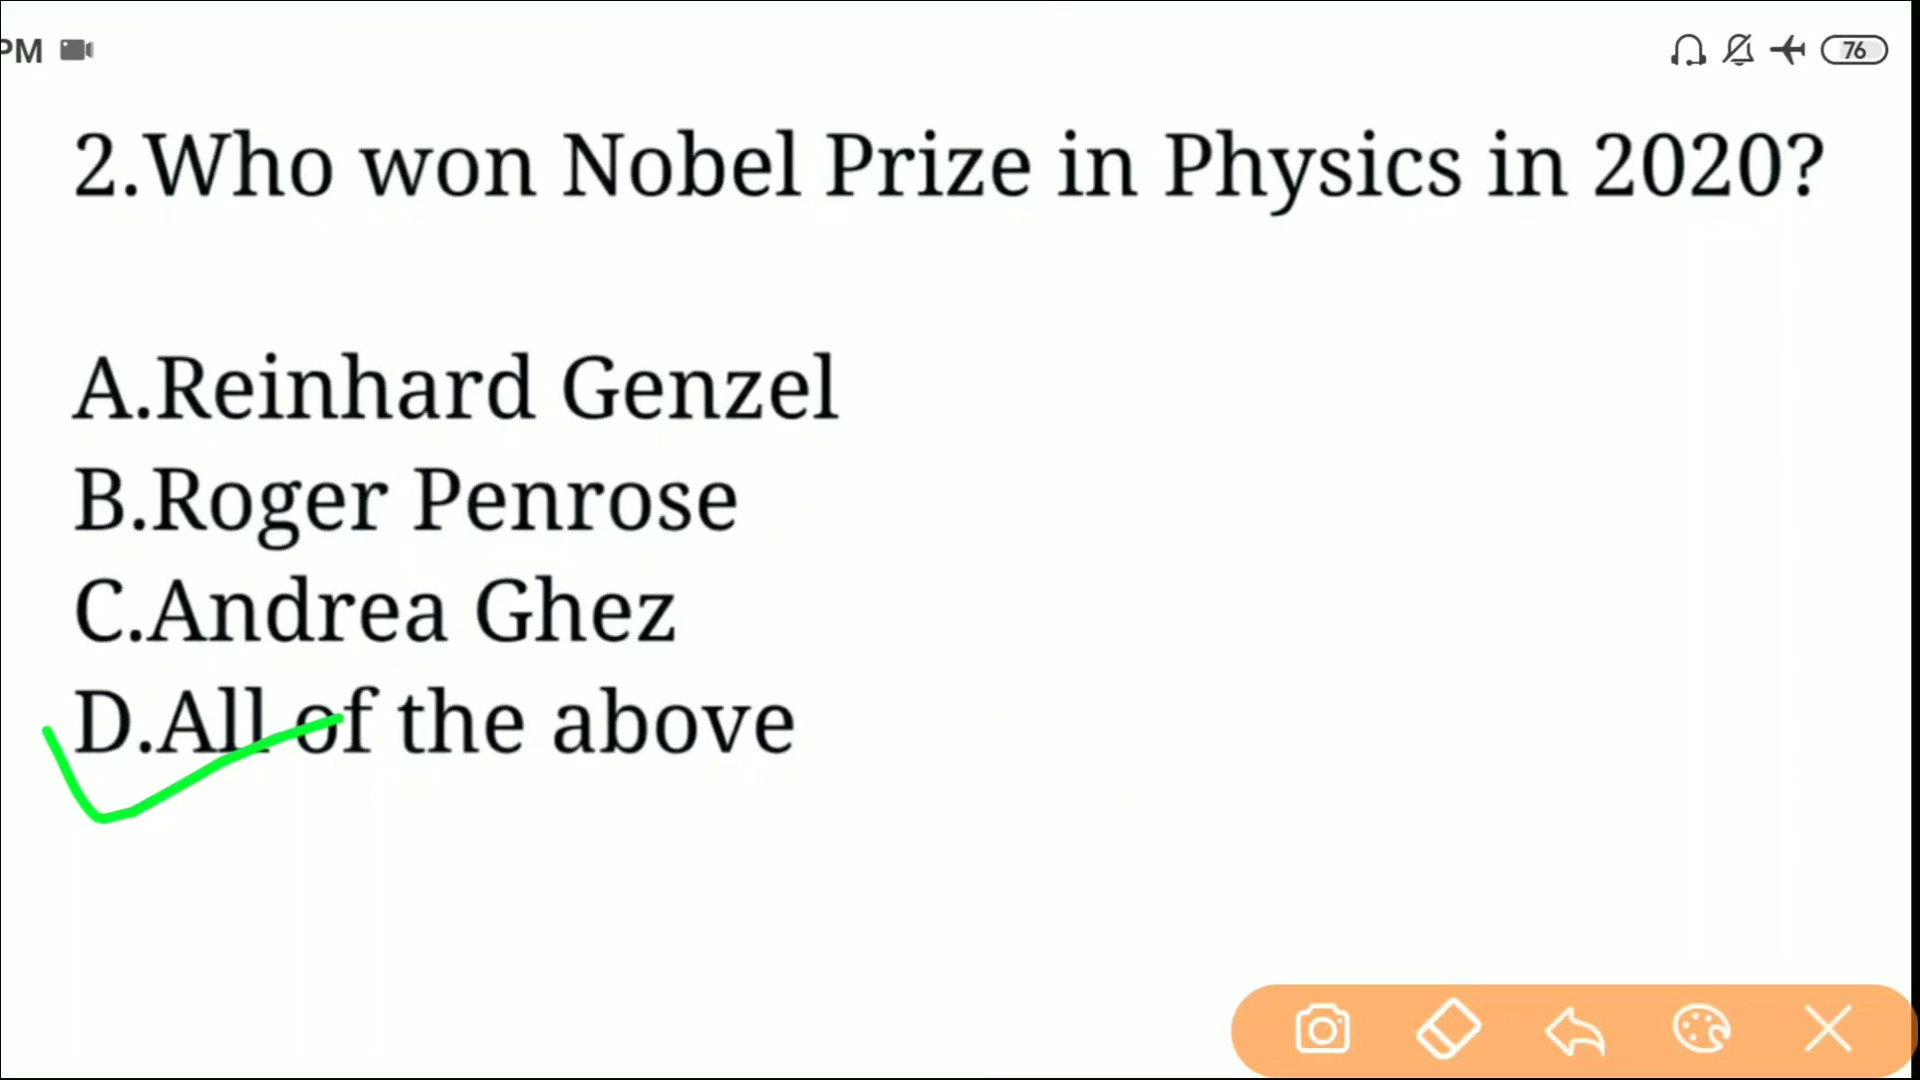 PM
76
2.Who won Nobel Prize in Physics in 2020?
A.Reinhard Genzel
B.Roger Penrose
C.Andrea Ghez
D.All of the above